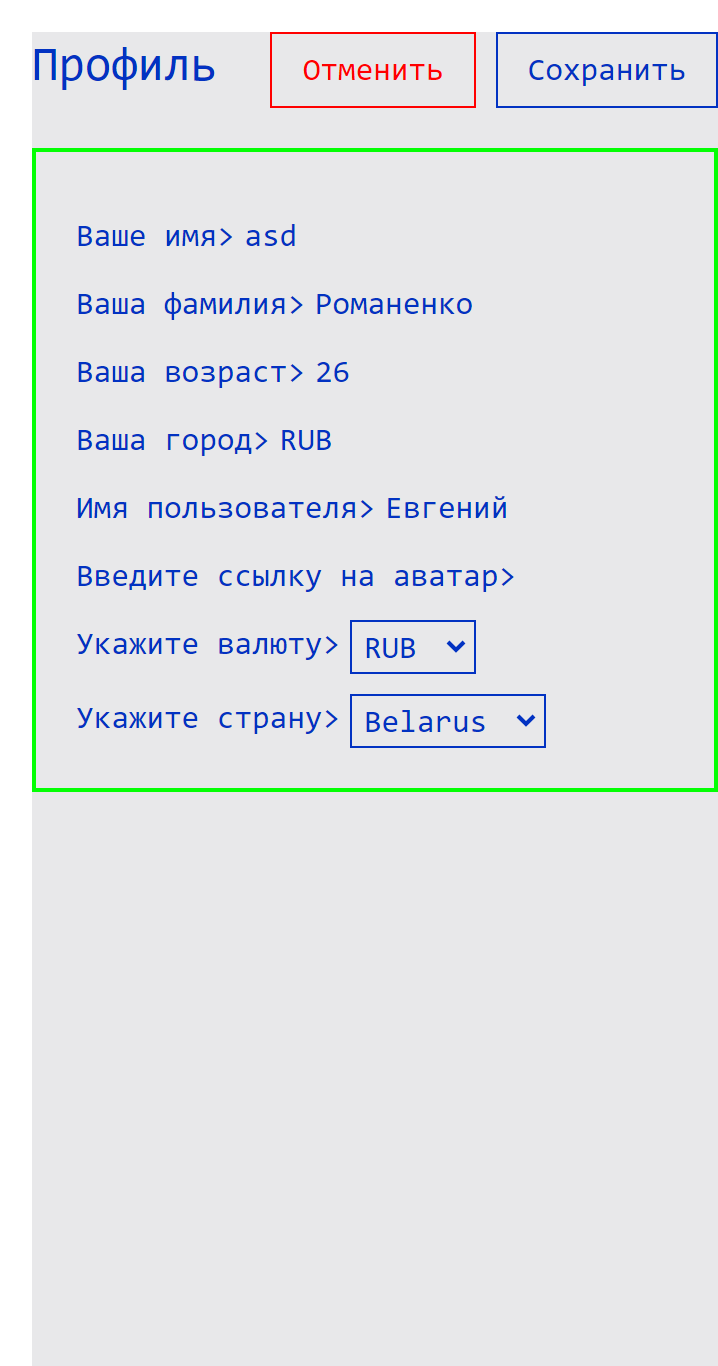 Профиль Отменить Сохранить
Ваше имя> asd
Ваша фамилия> Романенко
Ваша возраст> 26
Ваша город> RUB
Имя пользователя> Евгений
Введите ссылку на аватар>
Укажите валюту> RUB
Укажите страну> Belarus